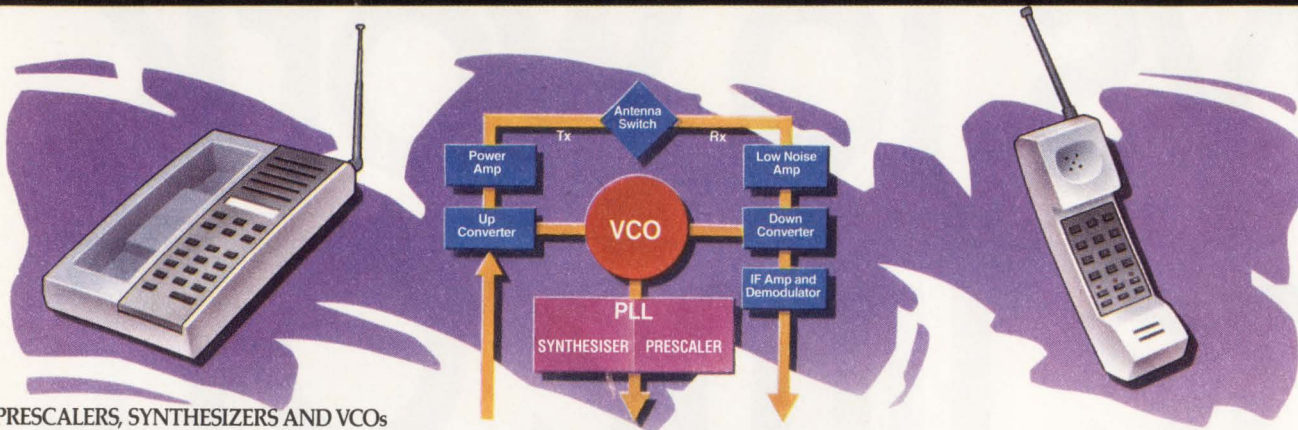 Antenna
Switch
Tx
Rx
Power
Amp
Low Noise
Amp
Up
Converter
VCO
Down
Converter
IF Amp and
Demodulator
PLL
SYNTHESISER PRESCALER
PRESCALERS, SYNTHESIZERS AND VCOs